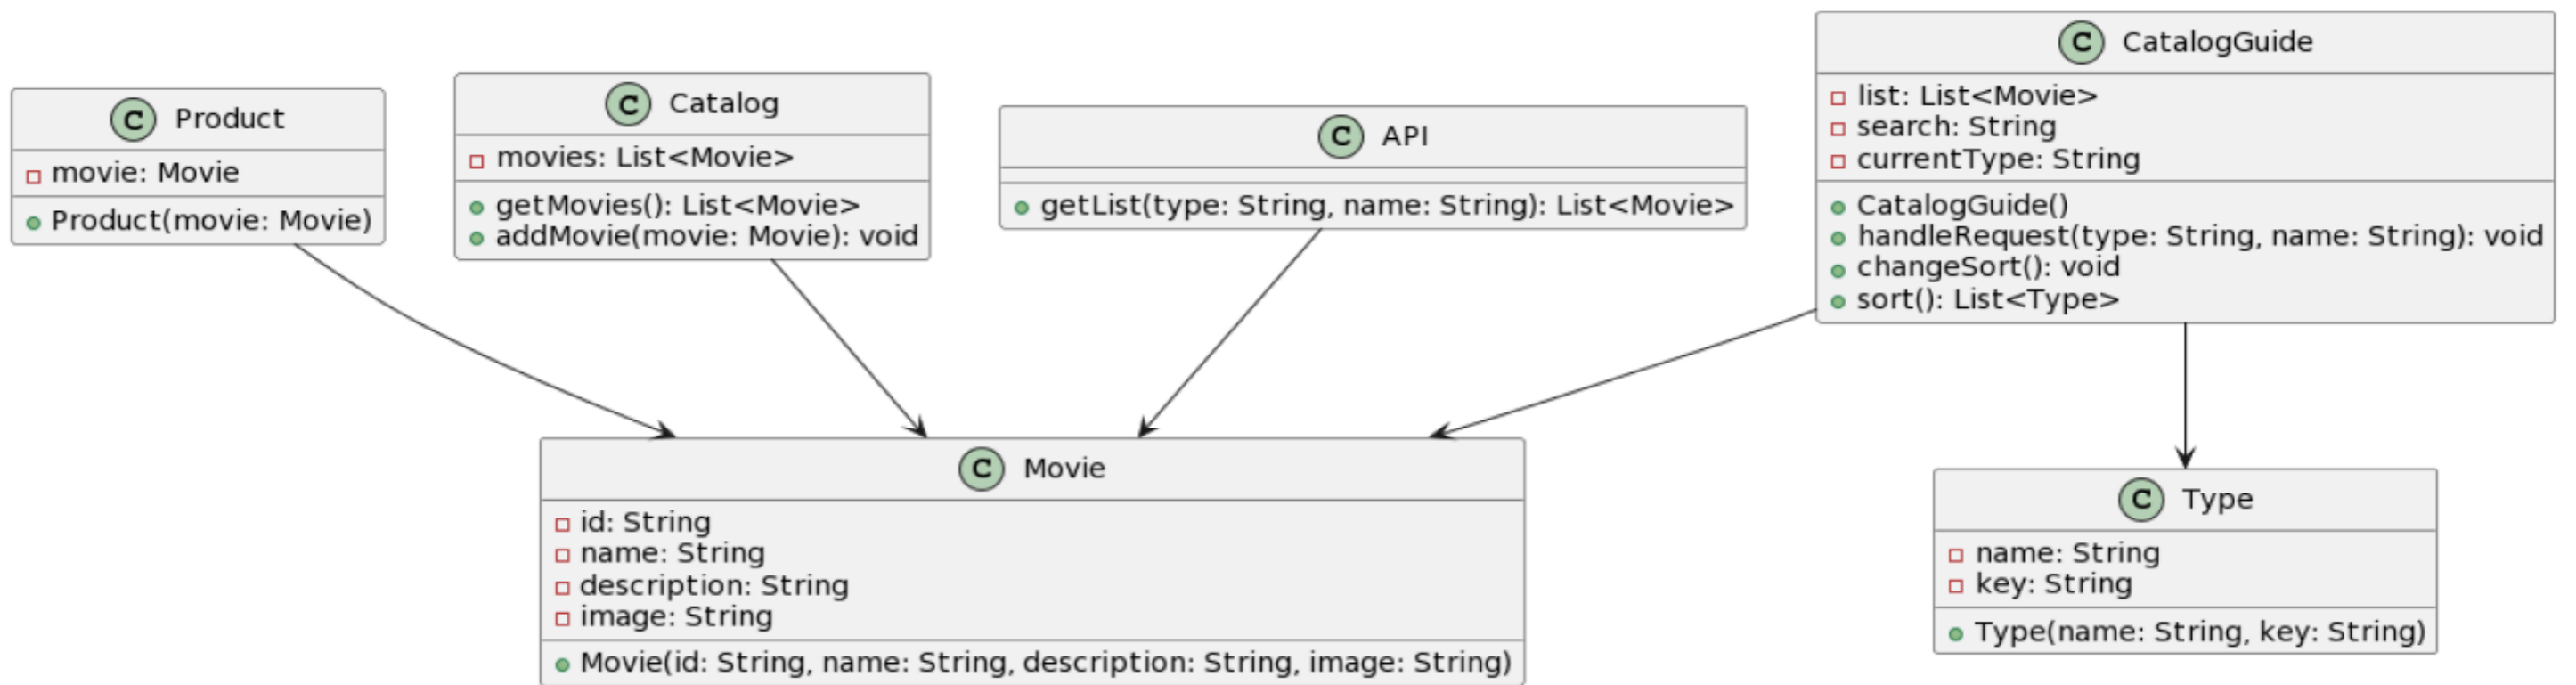 C Product
movie: Movie
Product(movie: Movie)
C Catalog
movies: List<Movie>
getMovies(): List<Movie>
addMovie(movie: Movie): void
C API
getList(type: String, name: String): List<Movie>
C CatalogGuide
list: List<Movie>
search: String
currentType: String
CatalogGuide()
handleRequest(type: String, name: String): void
changeSort(): void
sort(): List<Type>
C Movie
id: String
name: String
description: String
image: String
Movie(id: String, name: String, description: String, image: String)
C Type
name: String
key: String
Type(name: String, key: String)